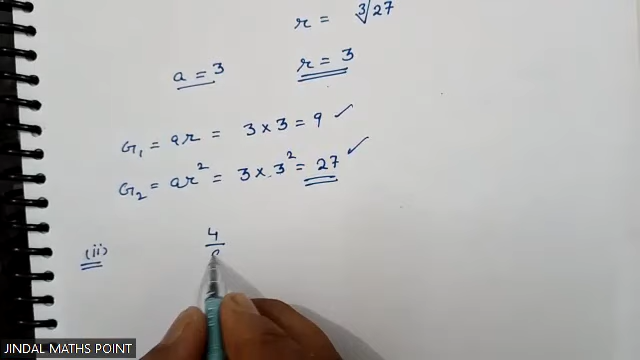 r = ∛27
a = 3    r = 3
G₁ = ar = 3 × 3 = 9 ✓
G₂ = ar² = 3 × 3² = 27 ✓
(ii)    4/
JINDAL MATHS POINT